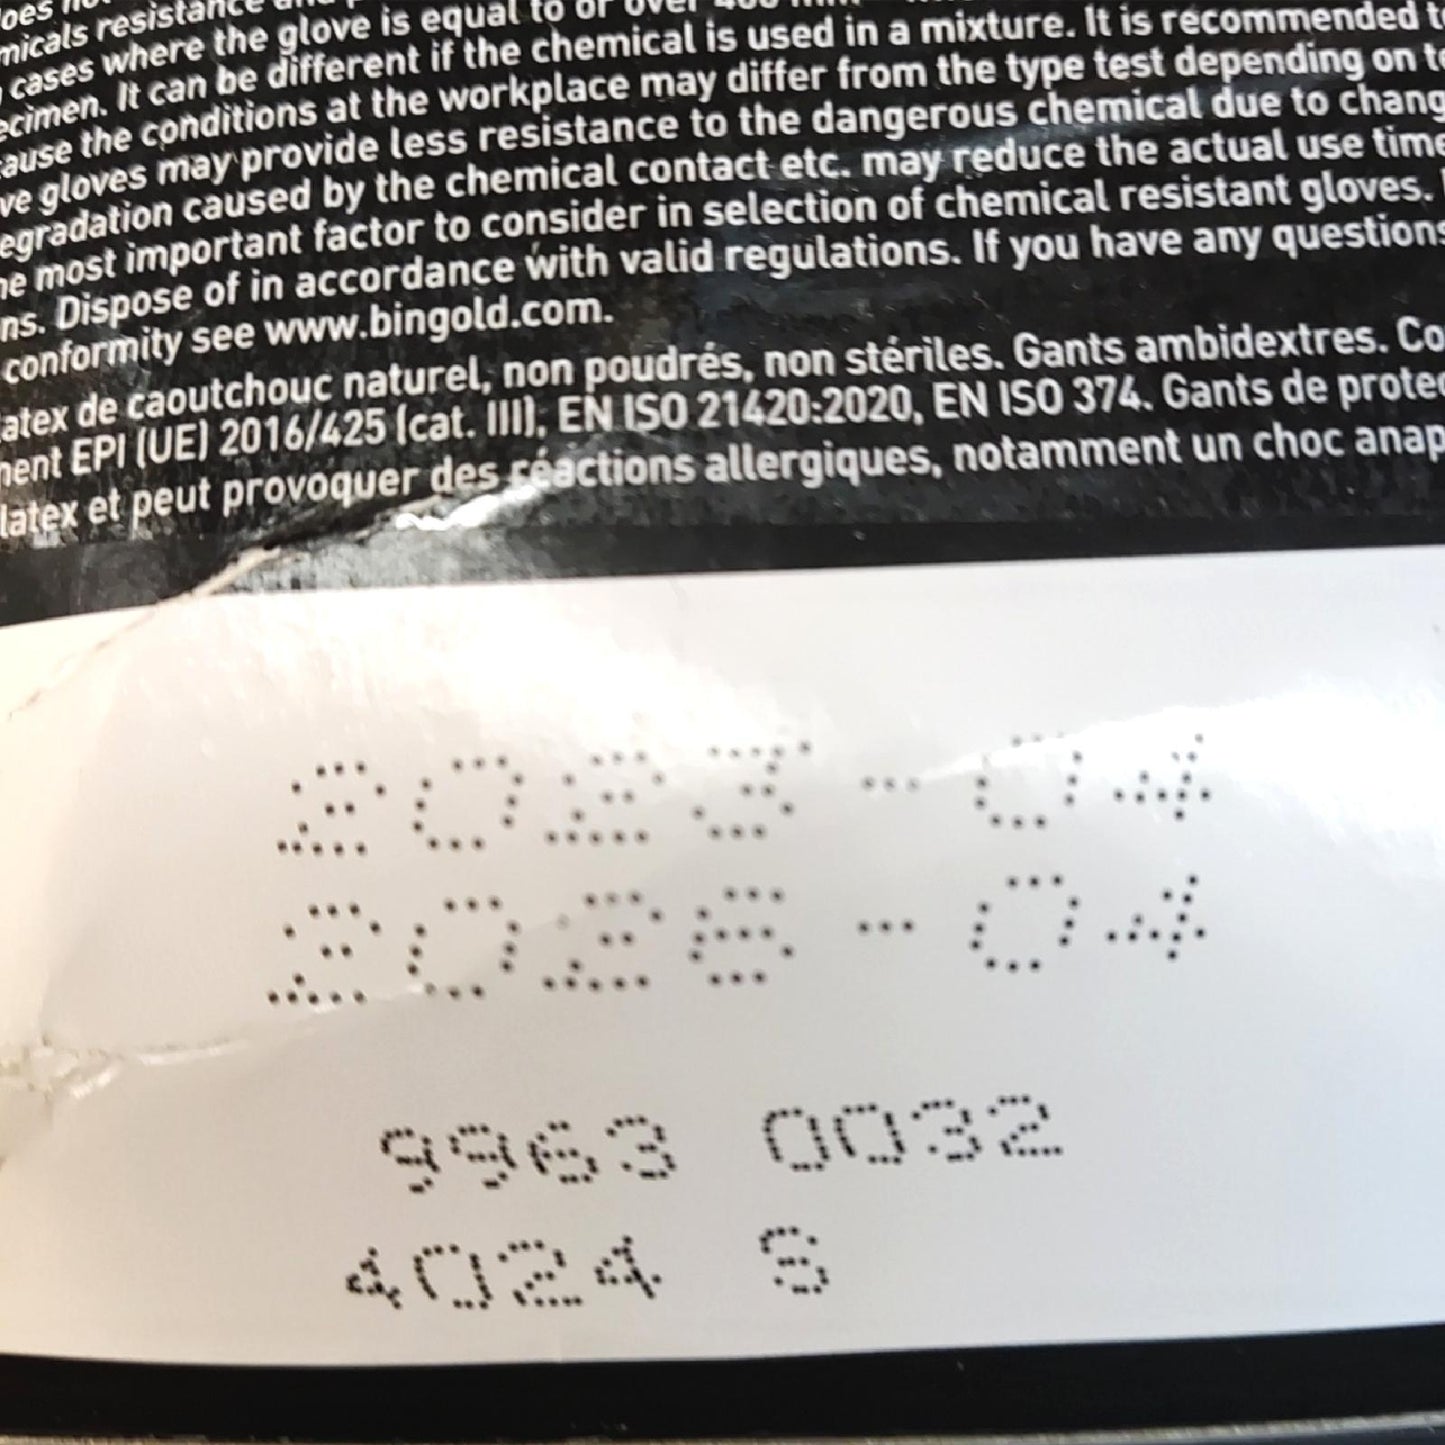 micals resistance
cases where the glove is equal to or over
ecimen. It can be different if the chemical is used in a mixture. It is recommended to
ause the conditions at the workplace may differ from the type test depending on te
ve gloves may provide less resistance to the dangerous chemical due to chang
egradation caused by the chemical contact etc. may reduce the actual use time
he most important factor to consider in selection of chemical resistant gloves.
ns. Dispose of in accordance with valid regulations. If you have any questions
conformity see www.bingold.com.
atex de caoutchouc naturel, non poudrés, non stériles. Gants ambidextres. Co
ment EPI (UE) 2016/425 (cat. III), EN ISO 21420:2020, EN ISO 374. Gants de protec
latex et peut provoquer des réactions allergiques, notamment un choc anap
2023-04
2026-04
9963 0032
4024 S